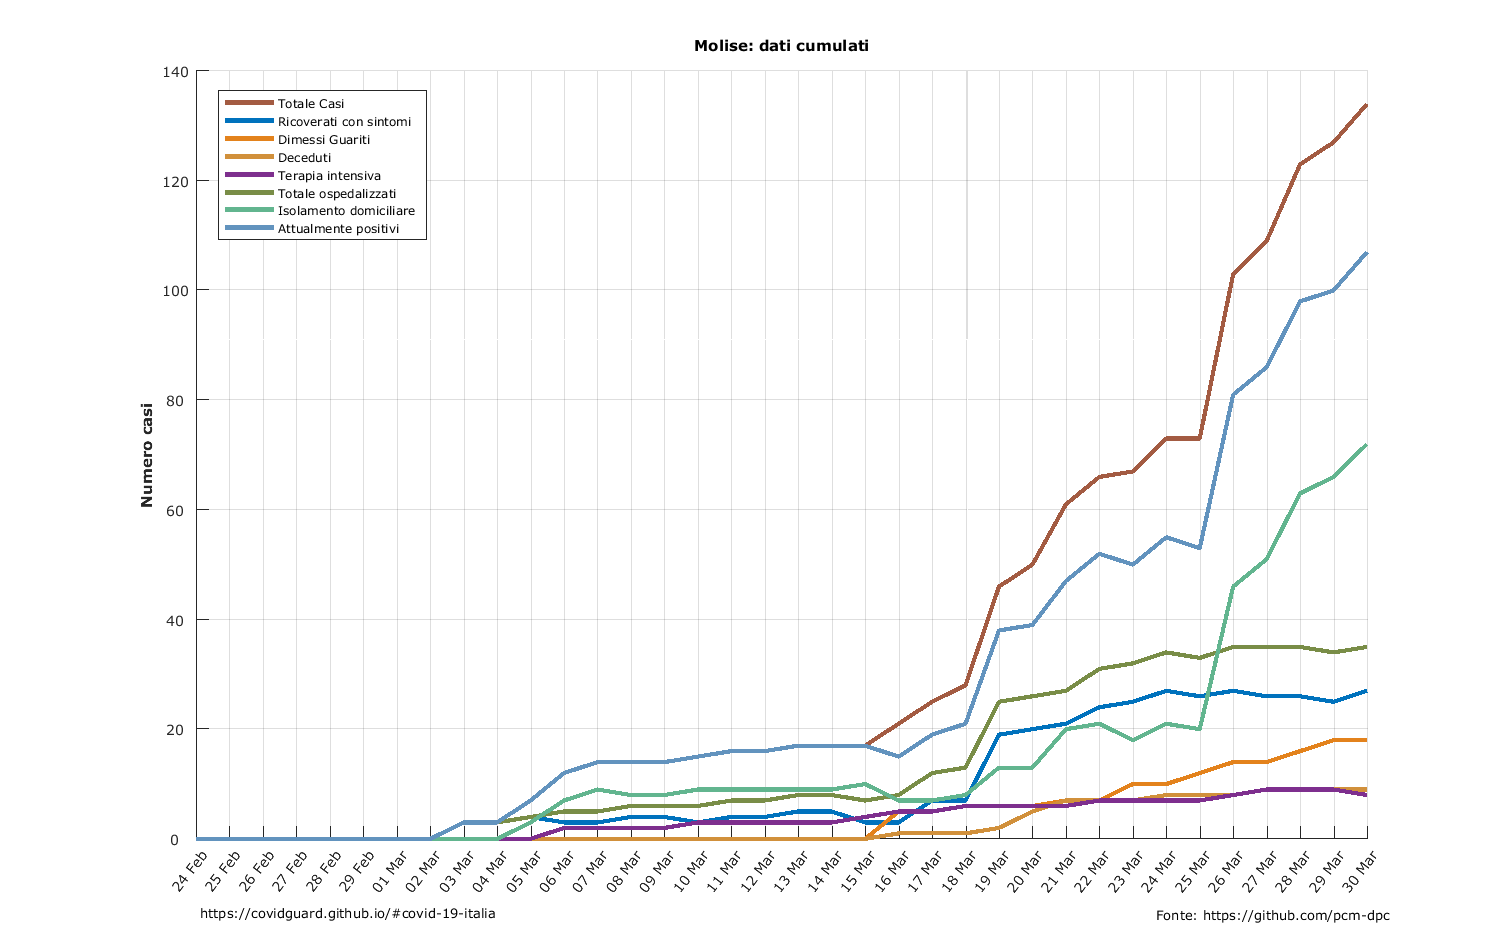 Molise: dati cumulati
140
120
100
80
60
40
20
0
Numero casi
Totale Casi
Ricoverati con sintomi
Dimessi Guariti
Deceduti
Terapia intensiva
Totale ospedalizzati
Isolamento domiciliare
Attualmente positivi
24 Feb
25 Feb
26 Feb
27 Feb
28 Feb
29 Feb
01 Mar
02 Mar
03 Mar
04 Mar
05 Mar
06 Mar
07 Mar
08 Mar
09 Mar
10 Mar
11 Mar
12 Mar
13 Mar
14 Mar
15 Mar
16 Mar
17 Mar
18 Mar
19 Mar
20 Mar
21 Mar
22 Mar
23 Mar
24 Mar
25 Mar
26 Mar
27 Mar
28 Mar
29 Mar
30 Mar
https://covidguard.github.io/#covid-19-italia
Fonte: https://github.com/pcm-dpc